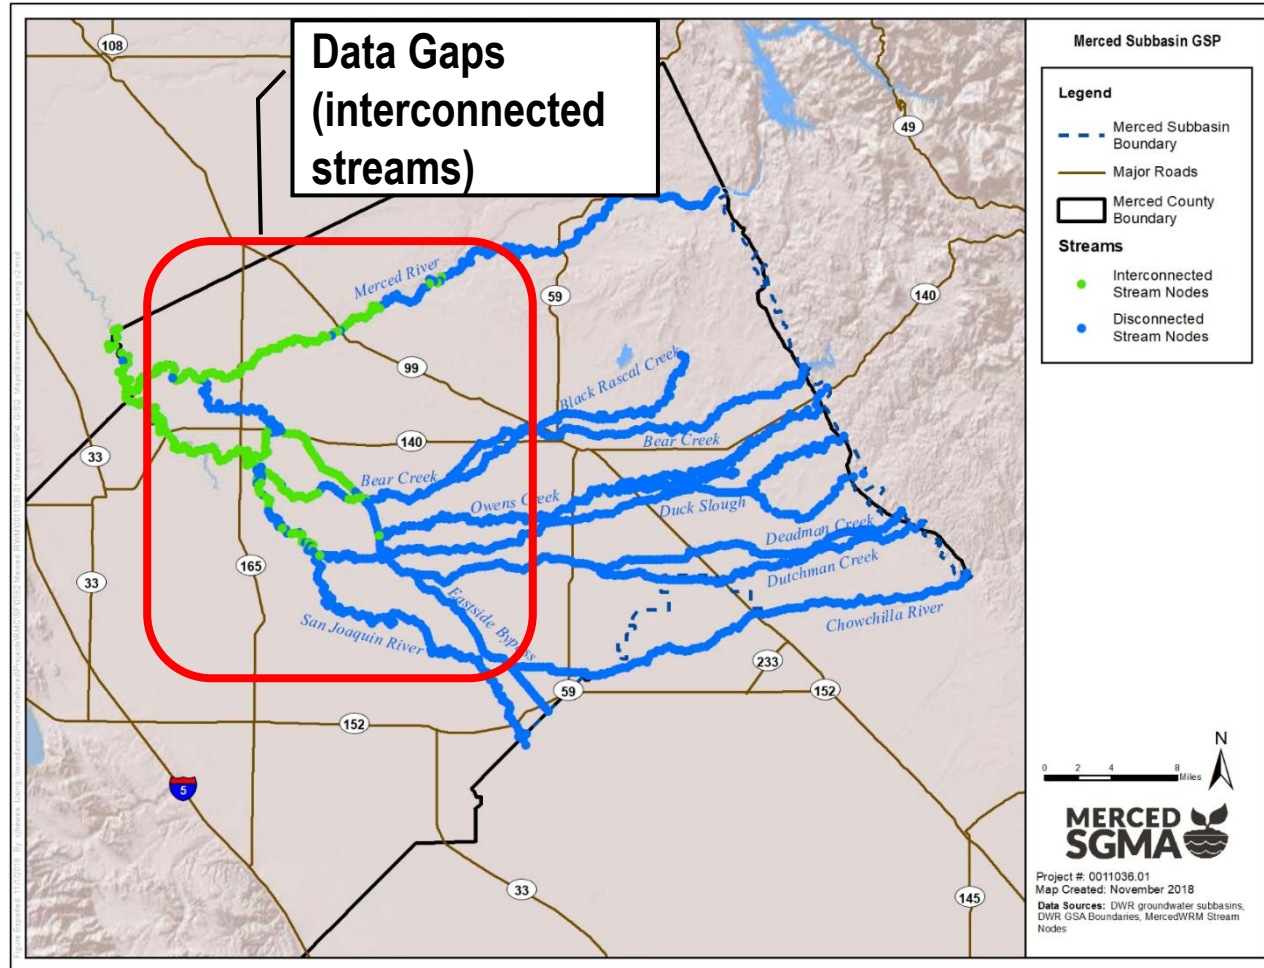 Data Gaps
(interconnected
streams)
Merced Subbasin GSP
Legend
Merced Subbasin
Boundary
Major Roads
Merced County
Boundary
Streams
Interconnected
Stream Nodes
Disconnected
Stream Nodes
108
49
Merced River
59
140
99
Black Rascal Creek
33
140
Bear Creek
Bear Creek
Owens Creek
Duck Slough
Deadman Creek
165
33
Dutchman Creek
Eastside Bypass
San Joaquin River
Chowchilla River
233
59
152
152
5
33
145
N
0 2 4 8
Miles
MERCED
SGMA
Project #: 0011036.01
Map Created: November 2018
Data Sources: DWR groundwater subbasins,
DWR GSA Boundaries, MercedWRM Stream
Nodes